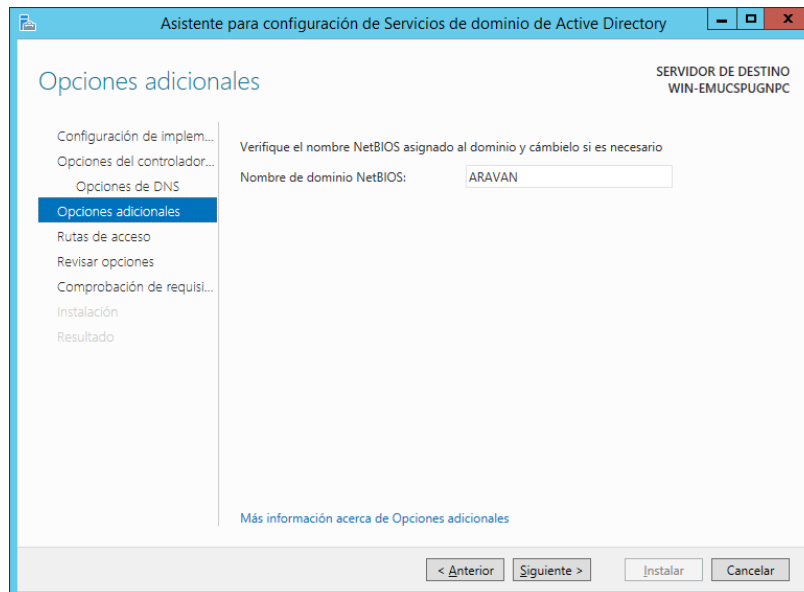 Asistente para configuración de Servicios de dominio de Active Directory
Opciones adicionales
SERVIDOR DE DESTINO
WIN-EMUCSPUGNPC
Configuración de implem...
Opciones del controlador...
Opciones de DNS
Opciones adicionales
Rutas de acceso
Revisar opciones
Comprobación de requisi...
Instalación
Resultado
Verifique el nombre NetBIOS asignado al dominio y cámbielo si es necesario
Nombre de dominio NetBIOS: ARAVAN
Más información acerca de Opciones adicionales
< Anterior Siguiente > Instalar Cancelar